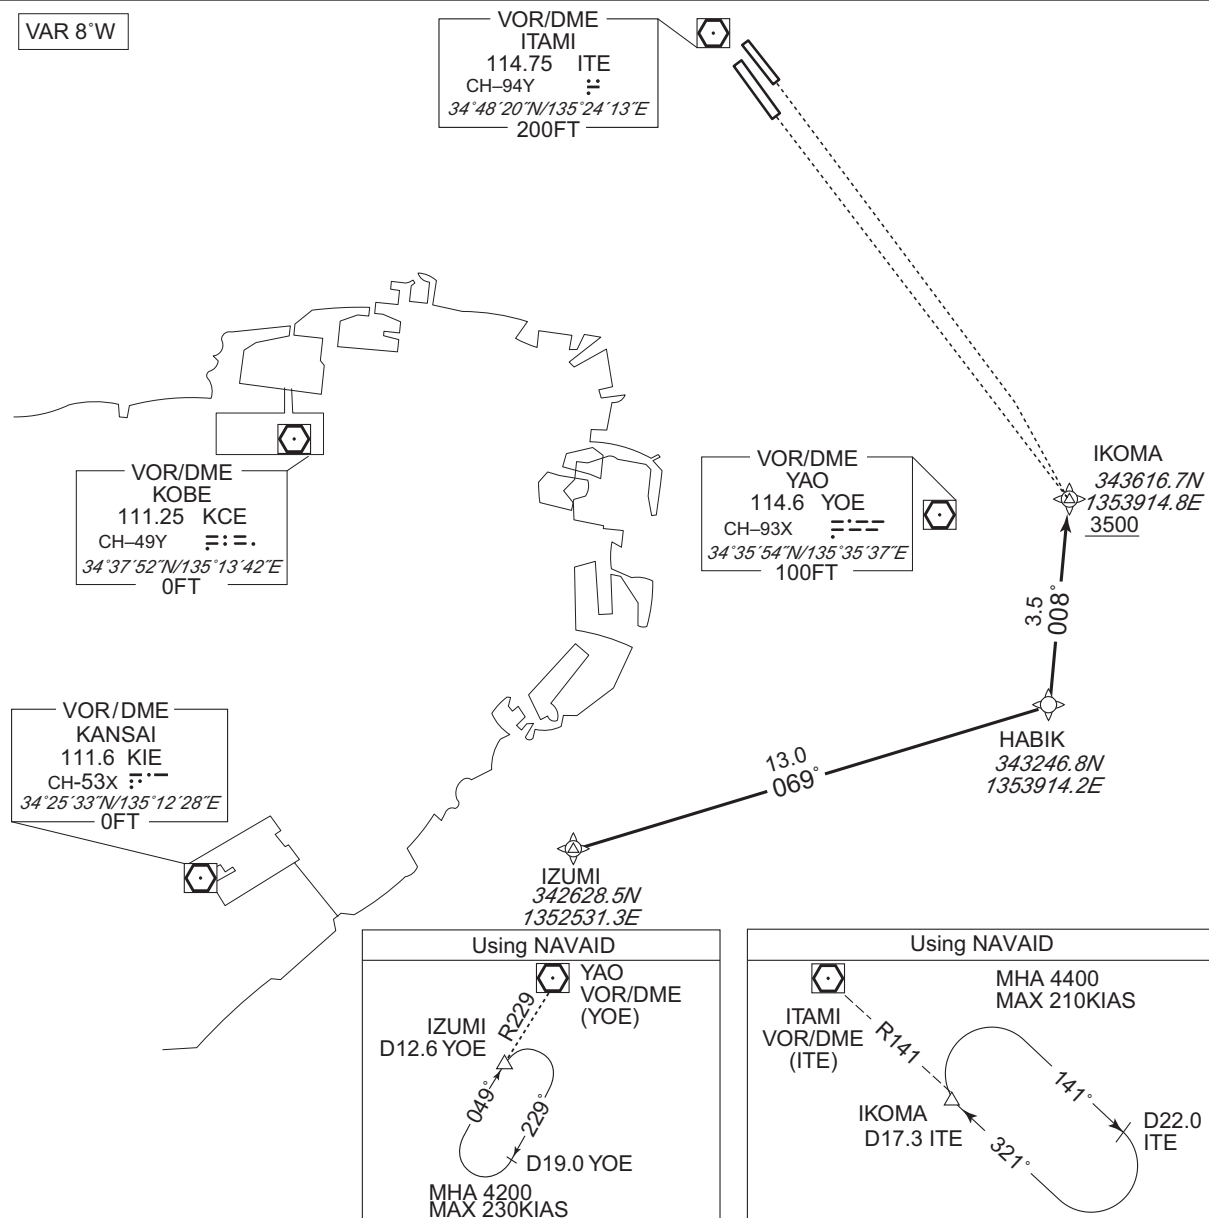 VAR 8°W
VOR/DME
ITAMI
114.75 ITE
CH–94Y
34°48´20˝N/135°24´13˝E
200FT
VOR/DME
KOBE
111.25 KCE
CH–49Y
34°37´52˝N/135°13´42˝E
0FT
VOR/DME
YAO
114.6 YOE
CH–93X
34°35´54˝N/135°35´37˝E
100FT
IKOMA
343616.7N
1353914.8E
3500
3.5
008°
VOR/DME
KANSAI
111.6 KIE
CH-53X
34°25´33˝N/135°12´28˝E
0FT
HABIK
343246.8N
1353914.2E
13.0
069°
IZUMI
342628.5N
1352531.3E
Using NAVAID
YAO
VOR/DME
(YOE)
R229
IZUMI
D12.6 YOE
049°
229°
D19.0 YOE
MHA 4200
MAX 230KIAS
Using NAVAID
MHA 4400
MAX 210KIAS
ITAMI
VOR/DME
(ITE)
R141
141°
IKOMA
D17.3 ITE
321°
D22.0
ITE